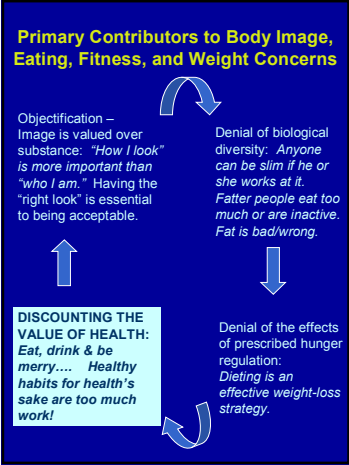 Primary Contributors to Body Image,
Eating, Fitness, and Weight Concerns
Objectification –
Image is valued over
substance: "How I look"
is more important than
"who I am." Having the
"right look" is essential
to being acceptable.
Denial of biological
diversity: Anyone
can be slim if he or
she works at it.
Fatter people eat too
much or are inactive.
Fat is bad/wrong.
Denial of the effects
of prescribed hunger
regulation:
Dieting is an
effective weight-loss
strategy.
DISCOUNTING THE
VALUE OF HEALTH:
Eat, drink & be
merry…. Healthy
habits for health's
sake are too much
work!